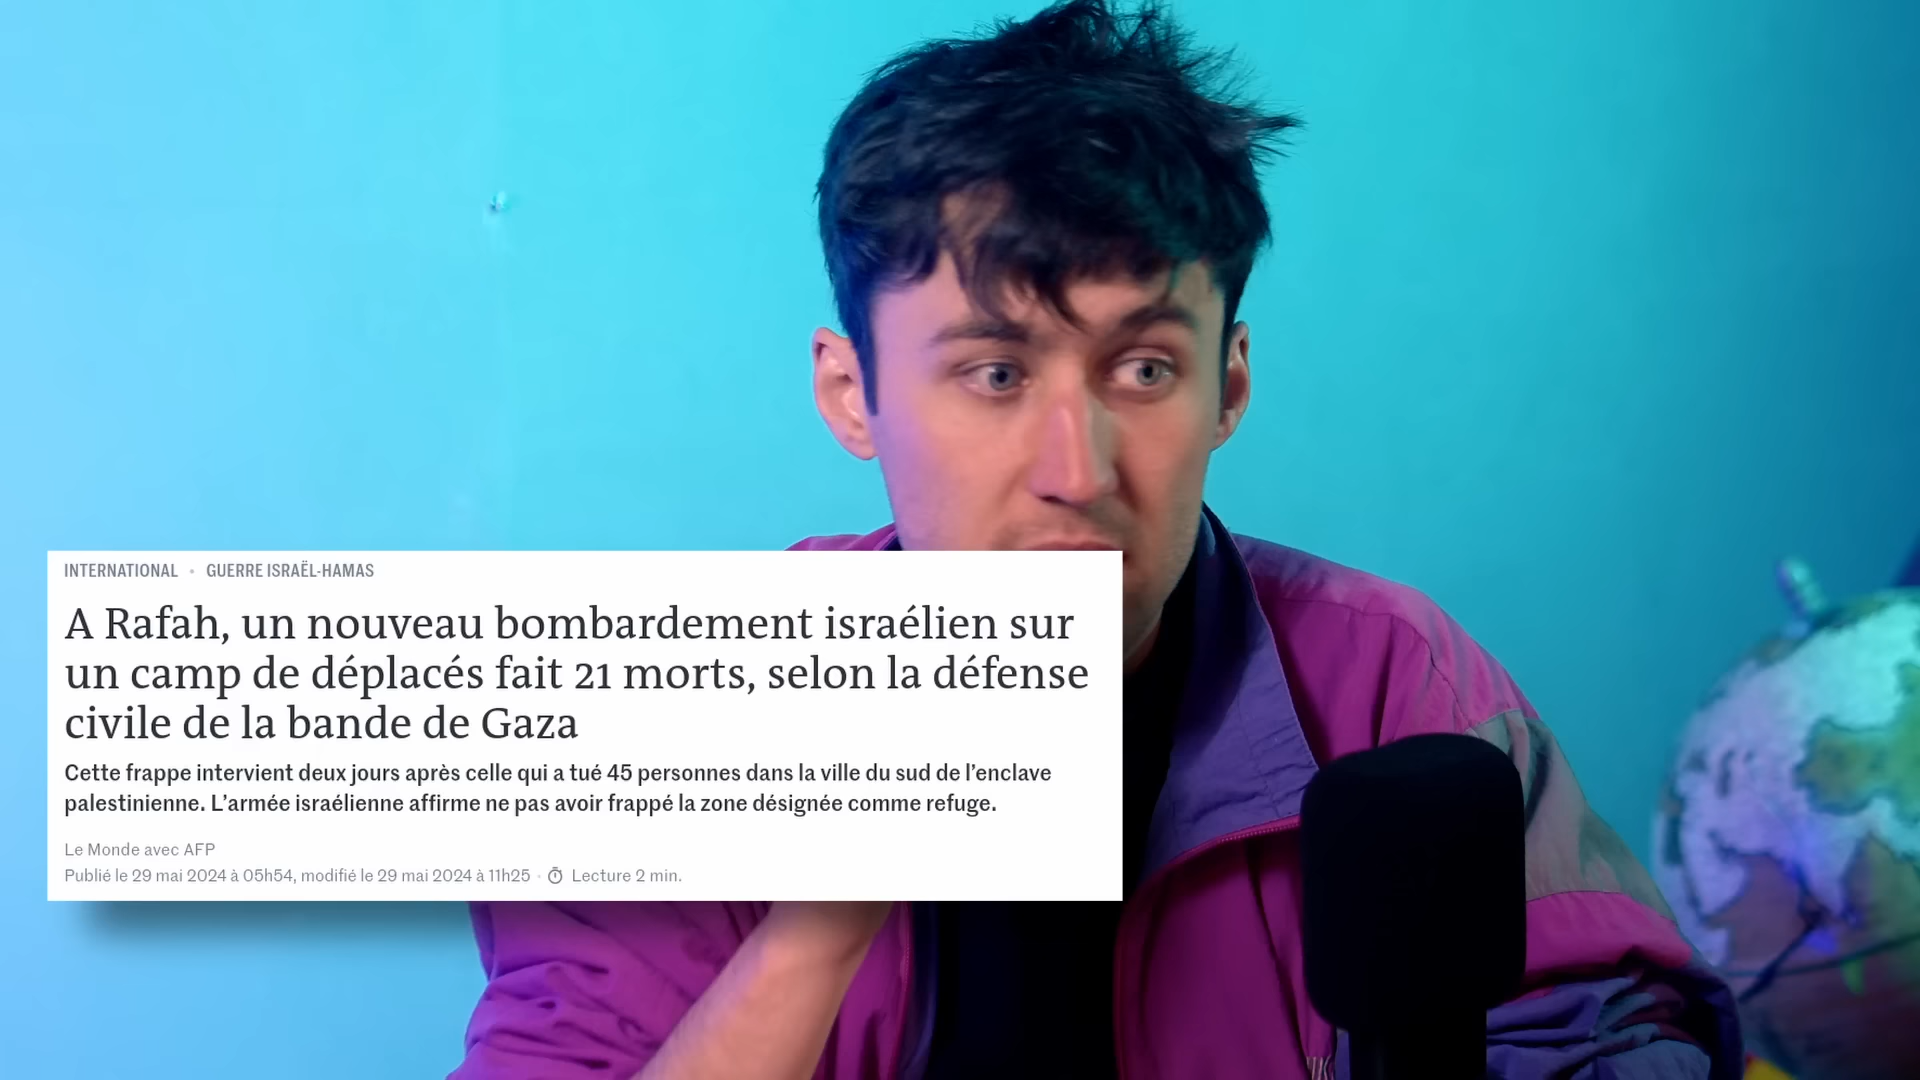 INTERNATIONAL • GUERRE ISRAËL-HAMAS
A Rafah, un nouveau bombardement israélien sur
un camp de déplacés fait 21 morts, selon la défense
civile de la bande de Gaza
Cette frappe intervient deux jours après celle qui a tué 45 personnes dans la ville du sud de l’enclave
palestinienne. L’armée israélienne affirme ne pas avoir frappé la zone désignée comme refuge.
Le Monde avec AFP
Publié le 29 mai 2024 à 05h54, modifié le 29 mai 2024 à 11h25 · Lecture 2 min.